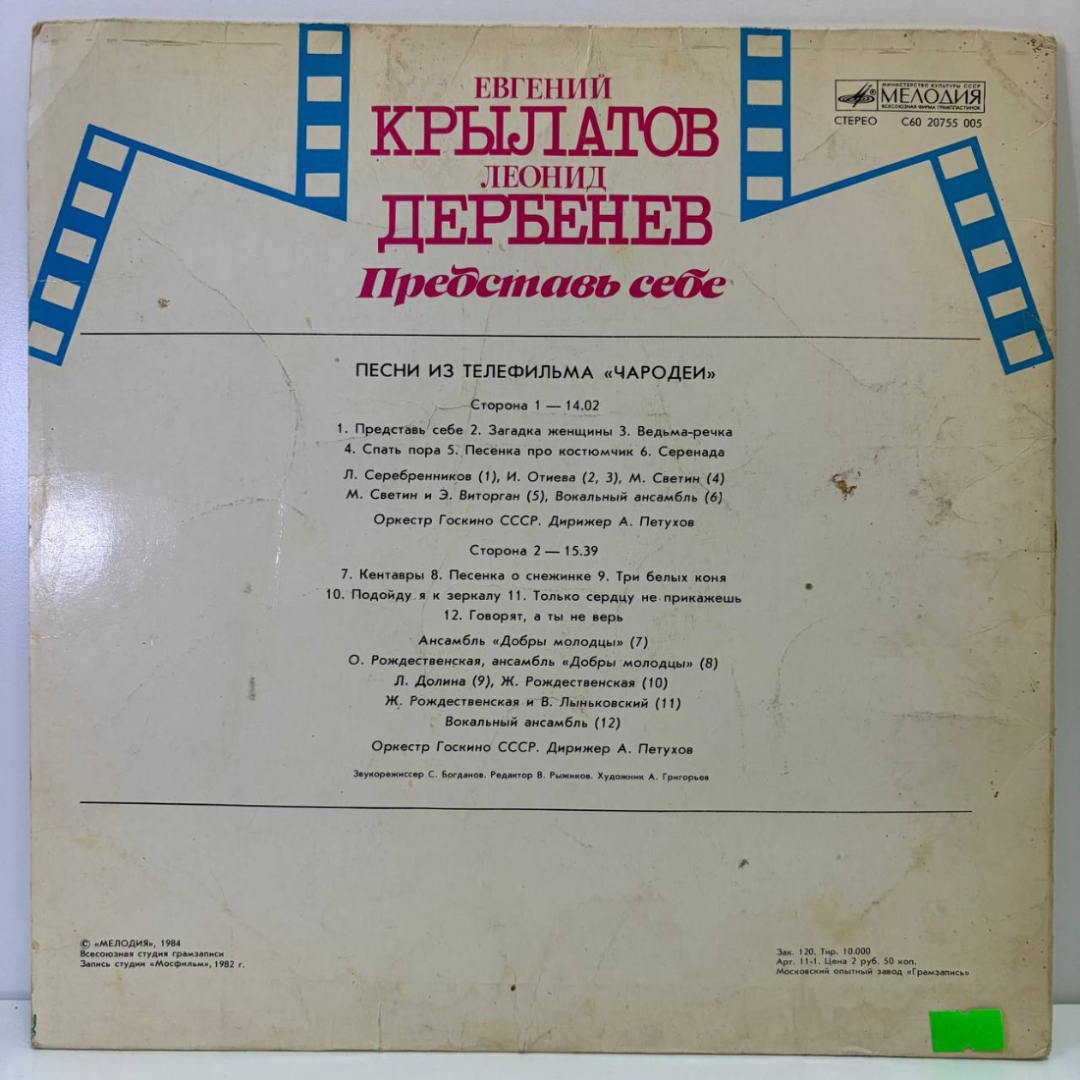 ЕВГЕНИЙ
КРЫЛАТОВ
ЛЕОНИД
ДЕРБЕНЕВ
Представь себе
МИНИСТЕРСТВО КУЛЬТУРЫ СССР
МЕЛОДИЯ
ВСЕСОЮЗНАЯ ФИРМА ГРАМПЛАСТИНОК
СТЕРЕО С60 20755 005
ПЕСНИ ИЗ ТЕЛЕФИЛЬМА «ЧАРОДЕИ»
Сторона 1 — 14.02
1. Представь себе 2. Загадка женщины 3. Ведьма-речка
4. Спать пора 5. Песенка про костюмчик 6. Серенада
Л. Серебренников (1), И. Отиева (2, 3), М. Светин (4)
М. Светин и Э. Виторган (5), Вокальный ансамбль (6)
Оркестр Госкино СССР. Дирижер А. Петухов
Сторона 2 — 15.39
7. Кентавры 8. Песенка о снежинке 9. Три белых коня
10. Подойду я к зеркалу 11. Только сердцу не прикажешь
12. Говорят, а ты не верь
Ансамбль «Добры молодцы» (7)
О. Рождественская, ансамбль «Добры молодцы» (8)
Л. Долина (9), Ж. Рождественская (10)
Ж. Рождественская и В. Лыньковский (11)
Вокальный ансамбль (12)
Оркестр Госкино СССР. Дирижер А. Петухов
Звукорежиссер С. Богданов. Редактор В. Рыжиков. Художник А. Григорьев
© «МЕЛОДИЯ», 1984
Всесоюзная студия грамзаписи
Запись студии «Мосфильм», 1982 г.
Зак. 120. Тир. 10.000
Арт. 11-1. Цена 2 руб. 50 коп.
Московский опытный завод «Грамзапись»